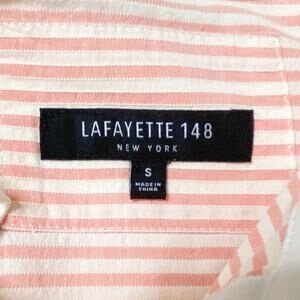 LAFAYETTE 148
NEW YORK
S
MADE IN
CHINA